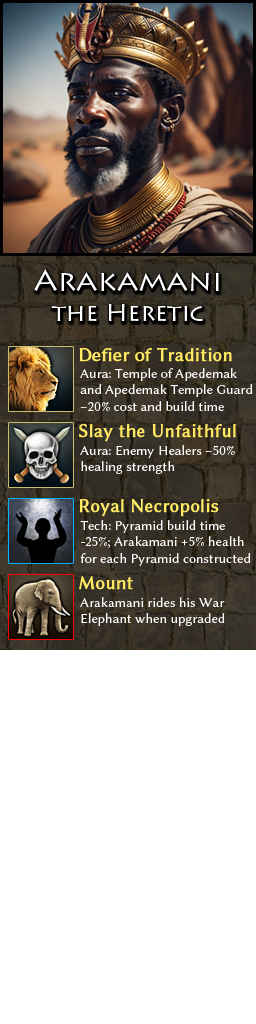 Arakamani
the Heretic
Defier of Tradition
Aura: Temple of Apedemak
and Apedemak Temple Guard
−20% cost and build time
Slay the Unfaithful
Aura: Enemy Healers −50%
healing strength
Royal Necropolis
Tech: Pyramid build time
-25%; Arakamani +5% health
for each Pyramid constructed
Mount
Arakamani rides his War
Elephant when upgraded